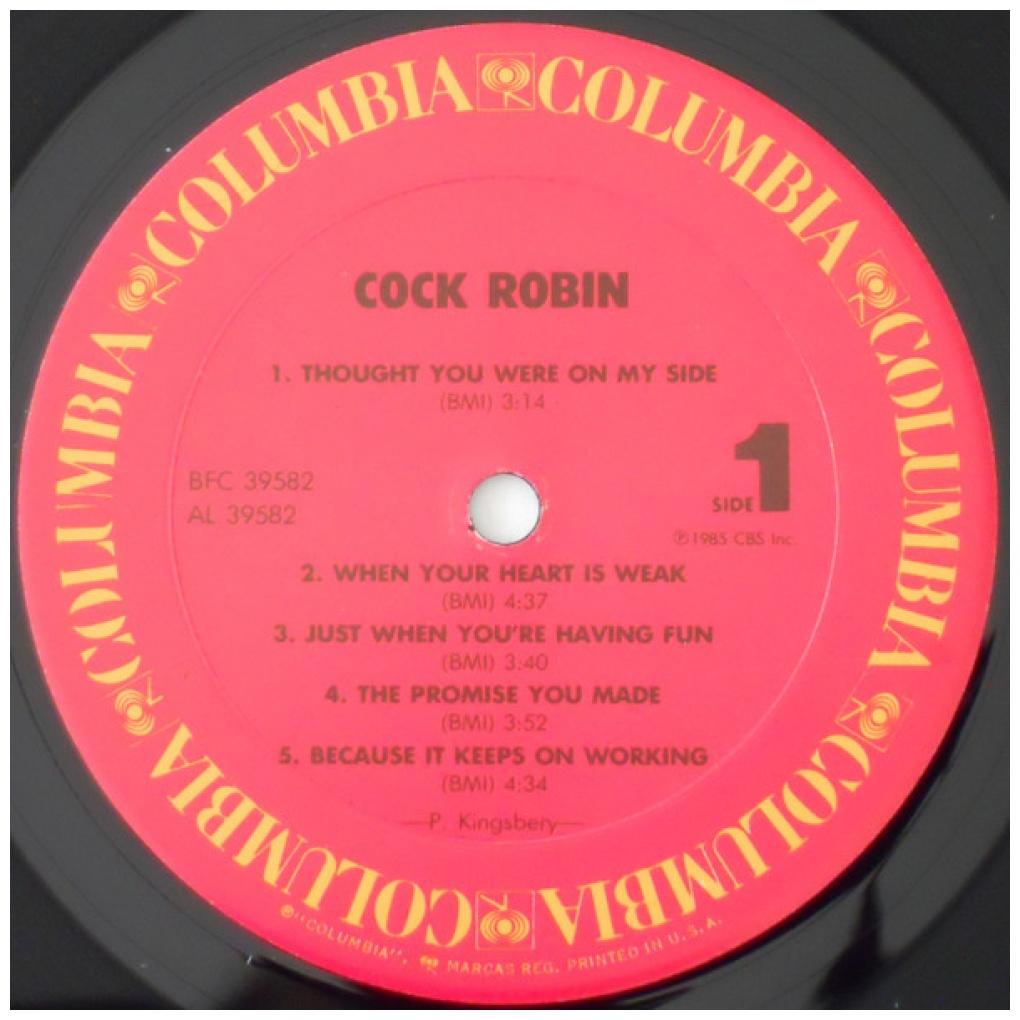 COLUMBIA COLUMBIA COLUMBIA COLUMBIA COLUMBIA COLUMBIA
COCK ROBIN
1. THOUGHT YOU WERE ON MY SIDE
(BMI) 3:14
BFC 39582
AL 39582
SIDE 1
℗ 1985 CBS Inc.
2. WHEN YOUR HEART IS WEAK
(BMI) 4:37
3. JUST WHEN YOU'RE HAVING FUN
(BMI) 3:40
4. THE PROMISE YOU MADE
(BMI) 3:52
5. BECAUSE IT KEEPS ON WORKING
(BMI) 4:34
—P. Kingsbery—
®"COLUMBIA", MARCAS REG. PRINTED IN U.S.A.